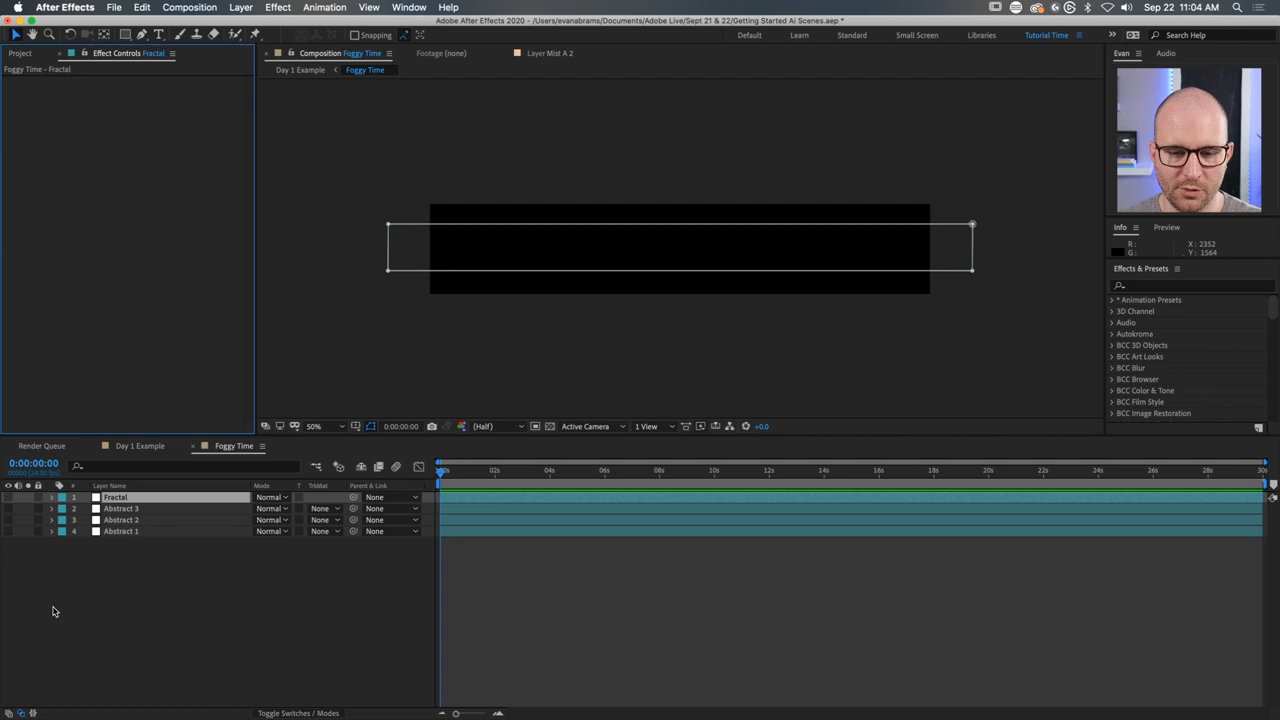 After Effects File Edit Composition Layer Effect Animation View Window Help Sep 22 11:04 AM
Adobe After Effects 2020 - /Users/evanabrams/Documents/Adobe Live/Sept 21 & 22/Getting Started Ai Scenes.aep *
Snapping Default Learn Standard Small Screen Libraries Tutorial Time Search Help
Project Effect Controls Fractal Composition Foggy Time Footage (none) Layer Mist A 2 Evan Audio
Foggy Time - Fractal Day 1 Example Foggy Time
Info Preview
R: X: 2352
G: Y: 1564
Effects & Presets
* Animation Presets
3D Channel
Audio
Autokroma
BCC 3D Objects
BCC Art Looks
BCC Blur
BCC Browser
BCC Color & Tone
BCC Film Style
BCC Image Restoration
50% 0:00:00:00 (Half) Active Camera 1 View +0.0
Render Queue Day 1 Example Foggy Time
0:00:00:00
00000 (24.00 fps)
02s 04s 06s 08s 10s 12s 14s 16s 18s 20s 22s 24s 26s 28s 30s
# Layer Name Mode T TrkMat Parent & Link
1 Fractal Normal None
2 Abstract 3 Normal None None
3 Abstract 2 Normal None None
4 Abstract 1 Normal None None
Toggle Switches / Modes